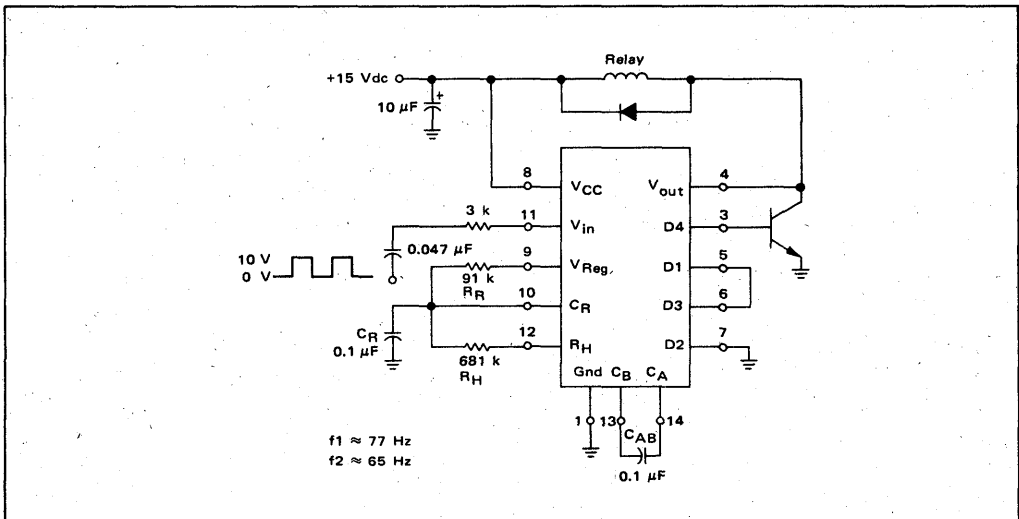 Relay
+15 Vdc
10 µF
+
8
VCC
Vout
4
3 k
11
Vin
D4
3
0.047 µF
10 V
0 V
9
VReg
D1
5
91 k
RR
10
CR
D3
6
CR
0.1 µF
12
RH
D2
7
681 k
RH
Gnd CB CA
1 13 14
CAB
0.1 µF
f1 ≈ 77 Hz
f2 ≈ 65 Hz